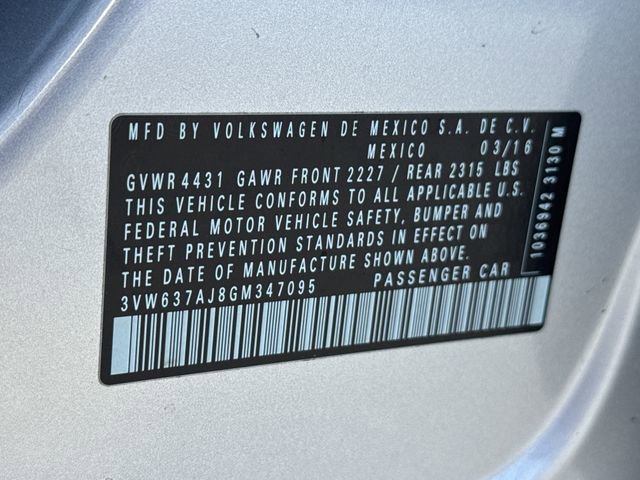 MFD BY VOLKSWAGEN DE MEXICO S.A. DE C.V.
MEXICO 03/16
GVWR 4431 GAWR FRONT 2227 / REAR 2315 LBS
THIS VEHICLE CONFORMS TO ALL APPLICABLE U.S.
FEDERAL MOTOR VEHICLE SAFETY, BUMPER AND
THEFT PREVENTION STANDARDS IN EFFECT ON
THE DATE OF MANUFACTURE SHOWN ABOVE.
3VW637AJ8GM347095 PASSENGER CAR
1036942 3130 M